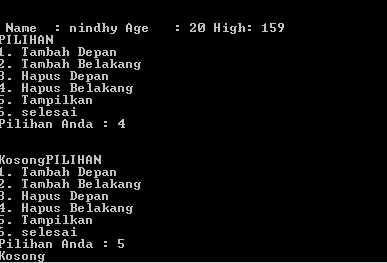 Name : nindhy Age : 20 High: 159
PILIHAN
1. Tambah Depan
2. Tambah Belakang
3. Hapus Depan
4. Hapus Belakang
5. Tampilkan
6. selesai
Pilihan Anda : 4
KosongPILIHAN
1. Tambah Depan
2. Tambah Belakang
3. Hapus Depan
4. Hapus Belakang
5. Tampilkan
6. selesai
Pilihan Anda : 5
Kosong